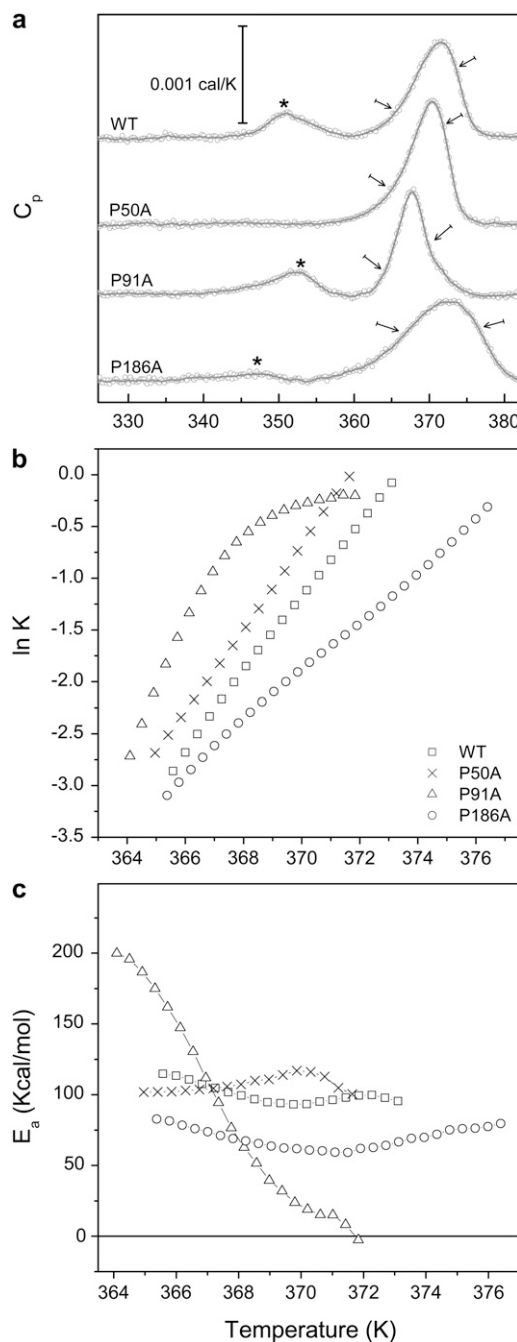 a
0.001 cal/K
WT
*
P50A
P91A
*
P186A
*
C_p
330 340 350 360 370 380
b
0.0
-0.5
-1.0
-1.5
-2.0
-2.5
-3.0
-3.5
ln K
WT
P50A
P91A
P186A
364 366 368 370 372 374 376
c
200
150
100
50
0
E_a (Kcal/mol)
364 366 368 370 372 374 376
Temperature (K)